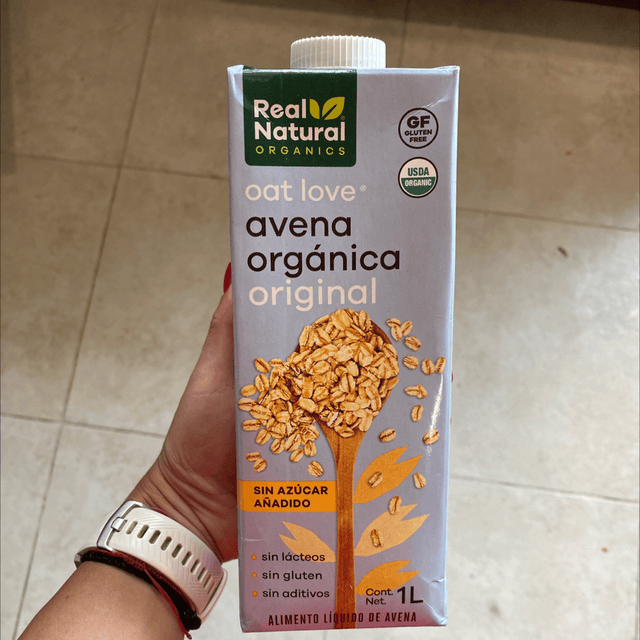 Real
Natural
ORGANICS
GF
GLUTEN
FREE
USDA
ORGANIC
oat love®
avena
orgánica
original
SIN AZÚCAR
AÑADIDO
• sin lácteos
• sin gluten
• sin aditivos
Cont.
Net. 1L
ALIMENTO LÍQUIDO DE AVENA